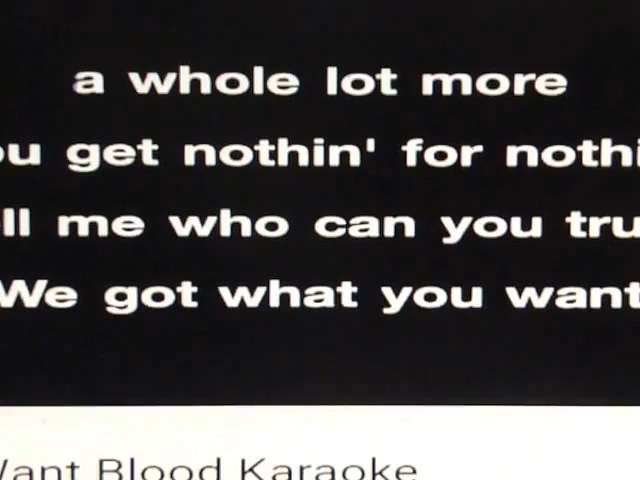 a whole lot more
ou get nothin' for nothi
ll me who can you tru
We got what you want
ant Blood Karaoke